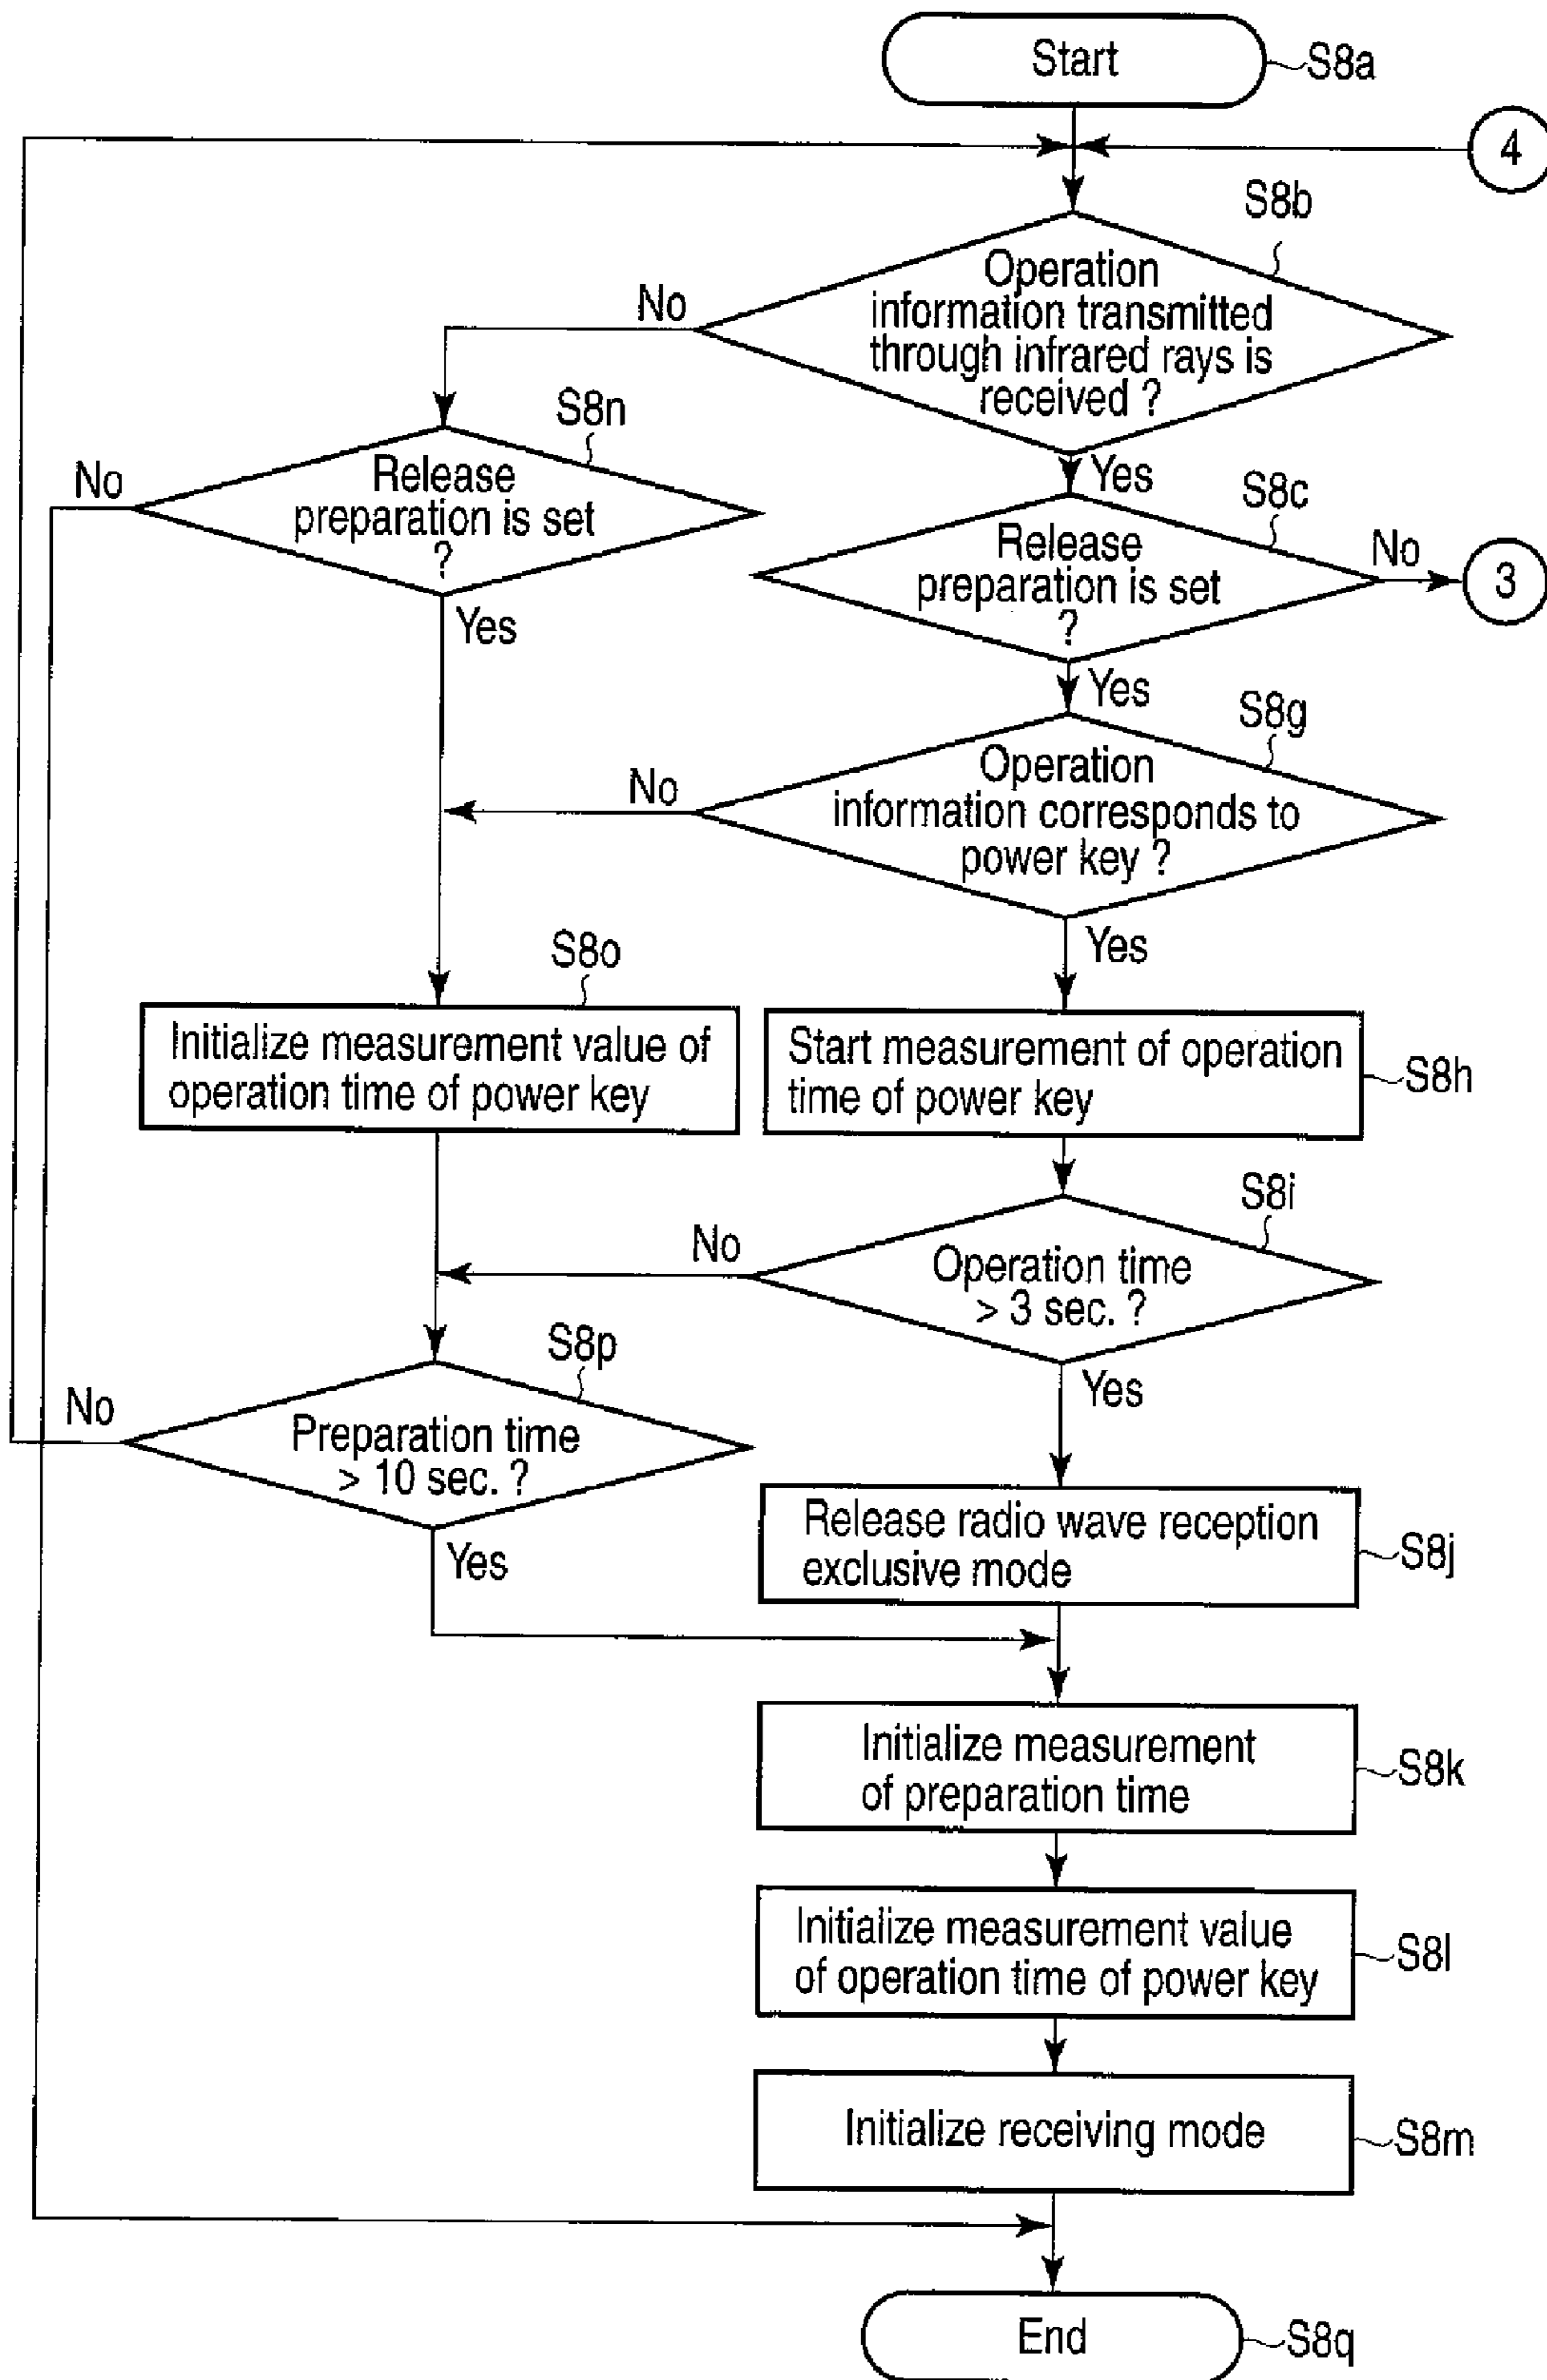 Start
S8a
4
S8b
Operation
information transmitted
through infrared rays is
received ?
No
Yes
S8n
Release
preparation is set
?
No
Yes
S8c
Release
preparation is set
?
No
3
Yes
S8g
Operation
information corresponds to
power key ?
No
Yes
S8o
Initialize measurement value of
operation time of power key
Start measurement of operation
time of power key
S8h
S8i
Operation time
> 3 sec. ?
No
Yes
S8p
Preparation time
> 10 sec. ?
No
Yes
Release radio wave reception
exclusive mode
S8j
Initialize measurement
of preparation time
S8k
Initialize measurement value
of operation time of power key
S8l
Initialize receiving mode
S8m
End
S8q